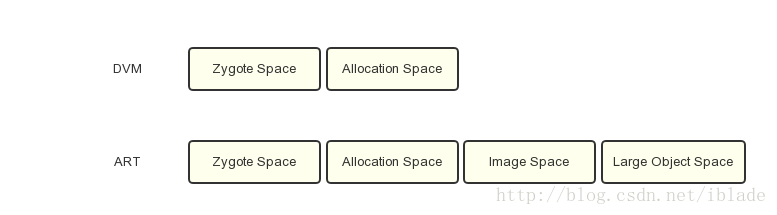 DVM Zygote Space Allocation Space
ART Zygote Space Allocation Space Image Space Large Object Space
http://blog.csdn.net/iblade